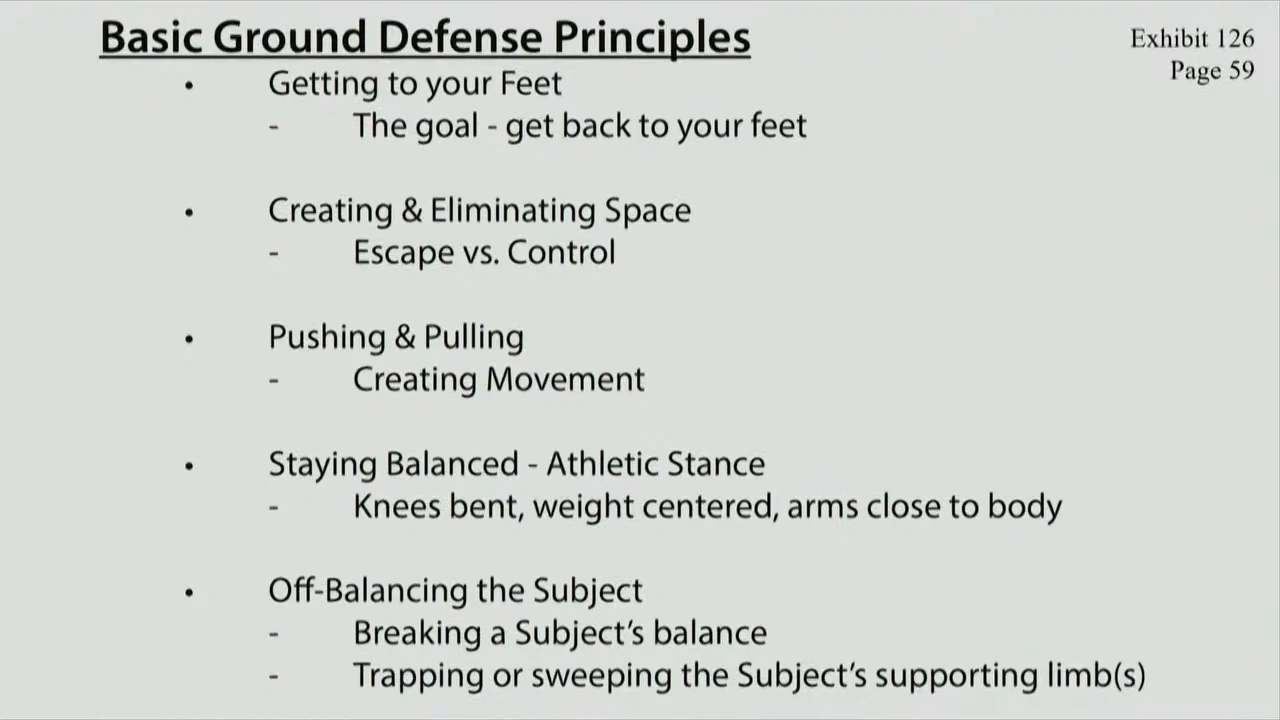 Basic Ground Defense Principles
Exhibit 126
Page 59
• Getting to your Feet
- The goal - get back to your feet
• Creating & Eliminating Space
- Escape vs. Control
• Pushing & Pulling
- Creating Movement
• Staying Balanced - Athletic Stance
- Knees bent, weight centered, arms close to body
• Off-Balancing the Subject
- Breaking a Subject’s balance
- Trapping or sweeping the Subject’s supporting limb(s)